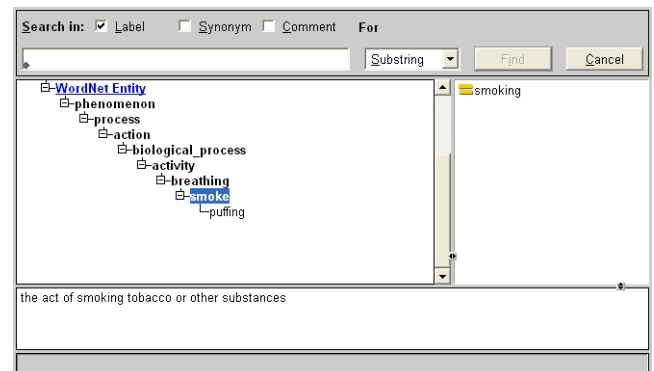 Search in: Label Synonym Comment For
Substring Find Cancel
WordNet Entity
phenomenon
process
action
biological_process
activity
breathing
smoke
puffing
smoking
the act of smoking tobacco or other substances